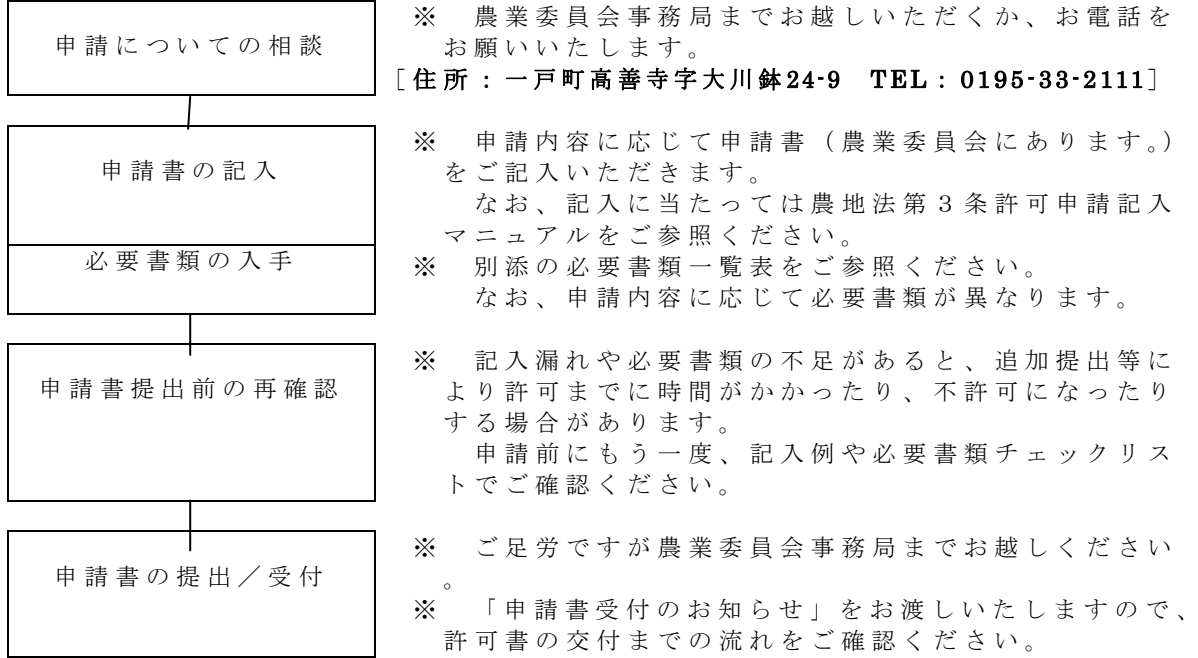 申請についての相談
※　農業委員会事務局までお越しいただくか、お電話を
お願いいたします。
[住所：一戸町高善寺字大川鉢24-9　TEL：0195-33-2111]
申請書の記入
※　申請内容に応じて申請書（農業委員会にあります。）
をご記入いただきます。
なお、記入に当たっては農地法第３条許可申請記入
マニュアルをご参照ください。
必要書類の入手
※　別添の必要書類一覧表をご参照ください。
なお、申請内容に応じて必要書類が異なります。
申請書提出前の再確認
※　記入漏れや必要書類の不足があると、追加提出等に
より許可までに時間がかかったり、不許可になったり
する場合があります。
申請前にもう一度、記入例や必要書類チェックリス
トでご確認ください。
申請書の提出／受付
※　ご足労ですが農業委員会事務局までお越しください
。
※　「申請書受付のお知らせ」をお渡しいたしますので、
許可書の交付までの流れをご確認ください。